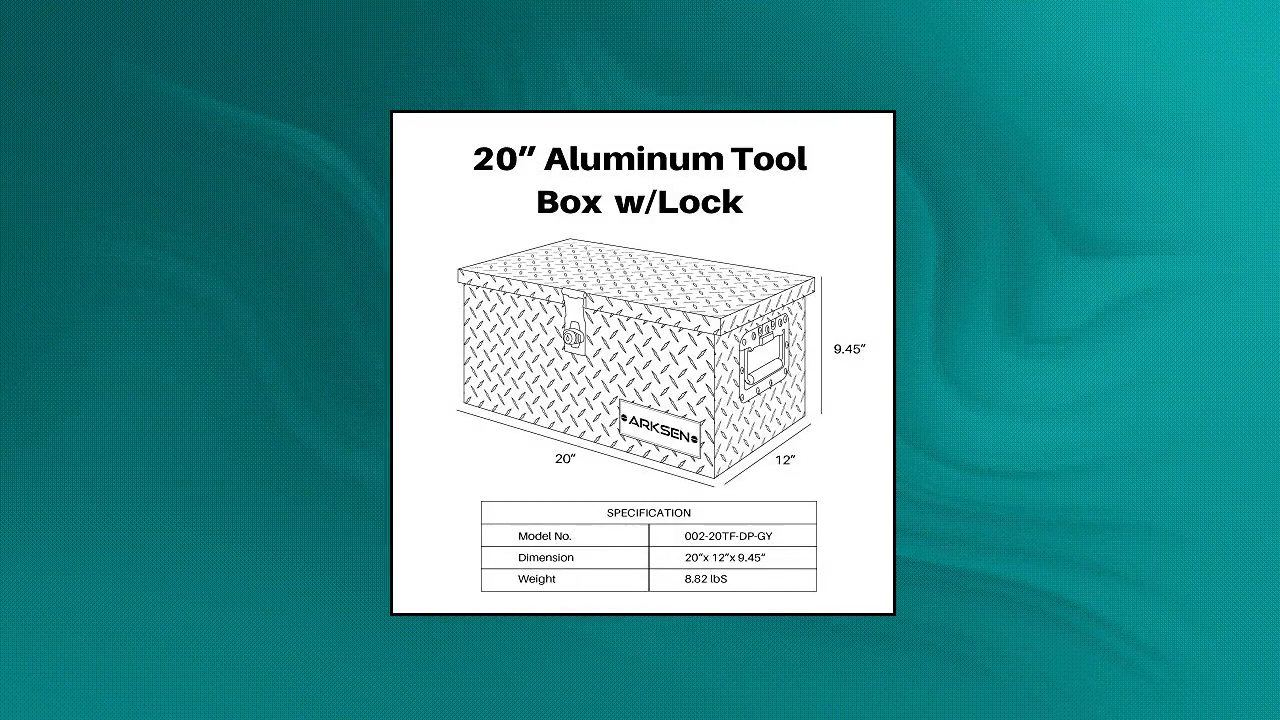 20” Aluminum Tool
Box w/Lock
9.45”
ARKSEN
20”
12”
SPECIFICATION
Model No. 002-20TF-DP-GY
Dimension 20”x 12”x 9.45”
Weight 8.82 lbS